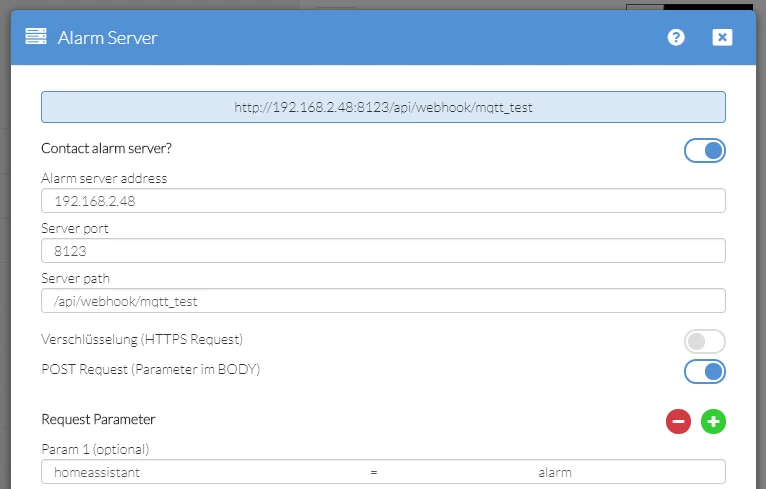 Alarm Server
http://192.168.2.48:8123/api/webhook/mqtt_test
Contact alarm server?
Alarm server address
192.168.2.48
Server port
8123
Server path
/api/webhook/mqtt_test
Verschlüsselung (HTTPS Request)
POST Request (Parameter im BODY)
Request Parameter
Param 1 (optional)
homeassistant = alarm